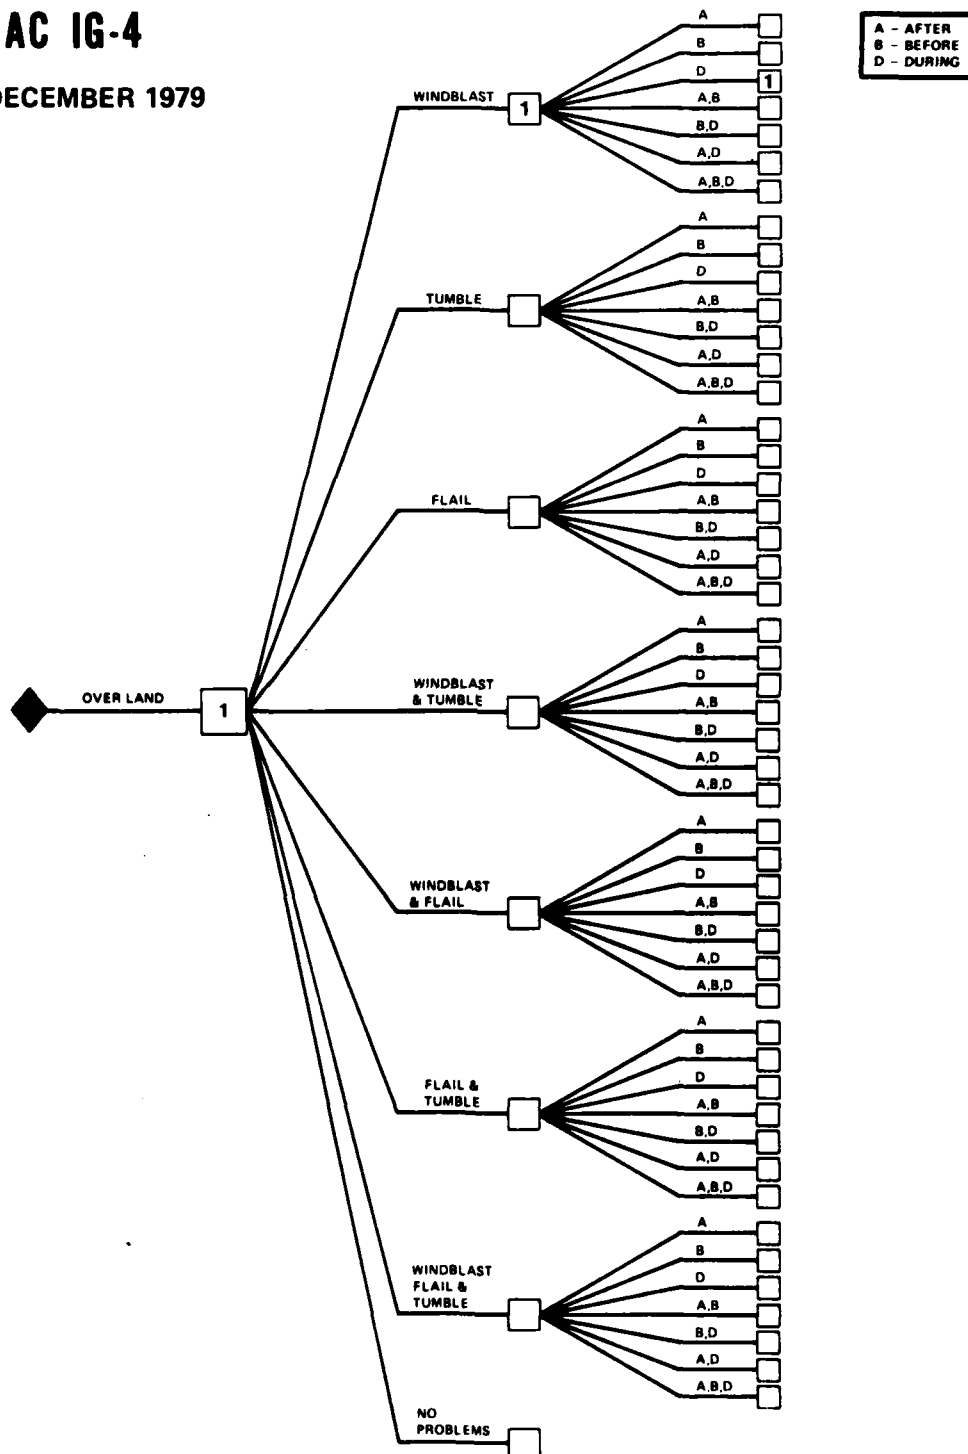 AC IG-4
DECEMBER 1979
A - AFTER
B - BEFORE
D - DURING
OVER LAND
1
WINDBLAST
1
A
B
D
1
A,B
B,D
A,D
A,B,D
TUMBLE
A
B
D
A,B
B,D
A,D
A,B,D
FLAIL
A
B
D
A,B
B,D
A,D
A,B,D
WINDBLAST
& TUMBLE
A
B
D
A,B
B,D
A,D
A,B,D
WINDBLAST
& FLAIL
A
B
D
A,B
B,D
A,D
A,B,D
FLAIL &
TUMBLE
A
B
D
A,B
B,D
A,D
A,B,D
WINDBLAST
FLAIL &
TUMBLE
A
B
D
A,B
B,D
A,D
A,B,D
NO
PROBLEMS